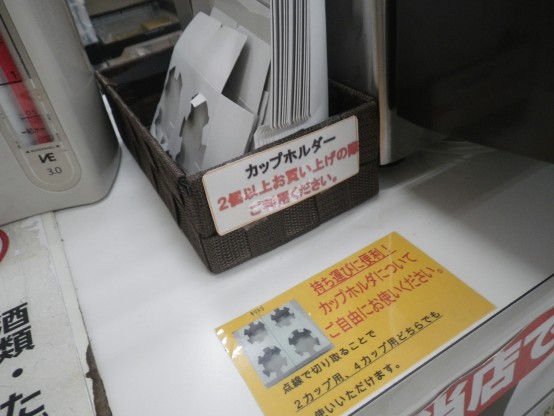 VE
3.0
カップホルダー
2個以上お買い上げの際
ご利用ください。
持ち運びに便利!
カップホルダについて
ご自由にお使いください。
点線で切り取ることで
2カップ用、4カップ用どちらでも
使いいただけます。
酒類・た